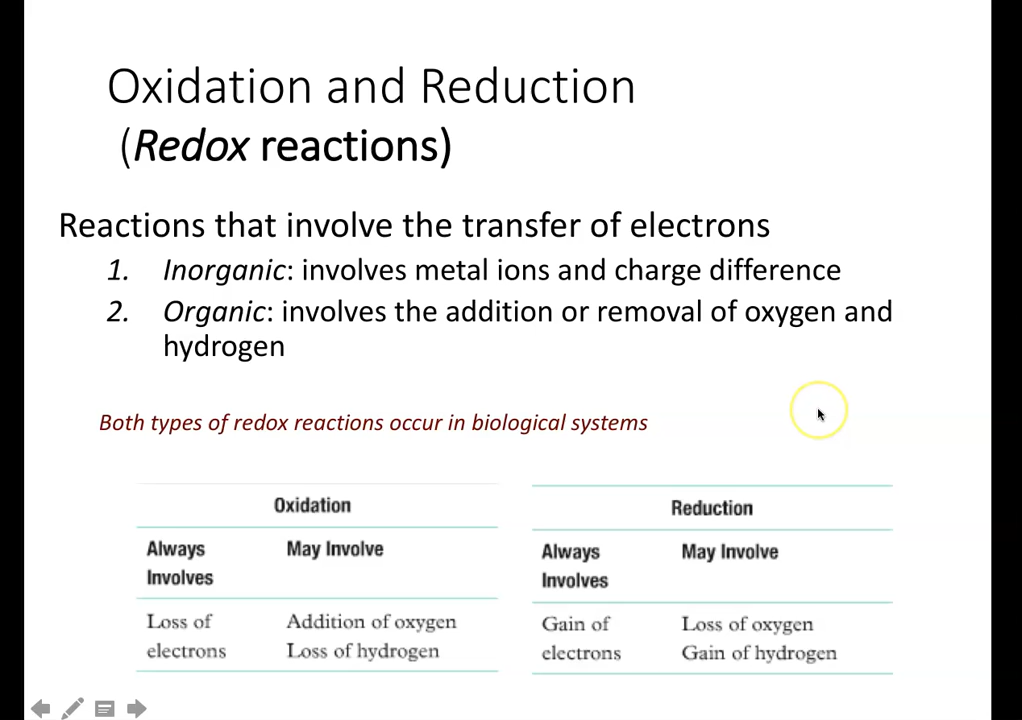 Oxidation and Reduction
(Redox reactions)
Reactions that involve the transfer of electrons
1. Inorganic: involves metal ions and charge difference
2. Organic: involves the addition or removal of oxygen and
hydrogen
Both types of redox reactions occur in biological systems
Oxidation
Always Involves
May Involve
Loss of electrons
Addition of oxygen
Loss of hydrogen
Reduction
Always Involves
May Involve
Gain of electrons
Loss of oxygen
Gain of hydrogen